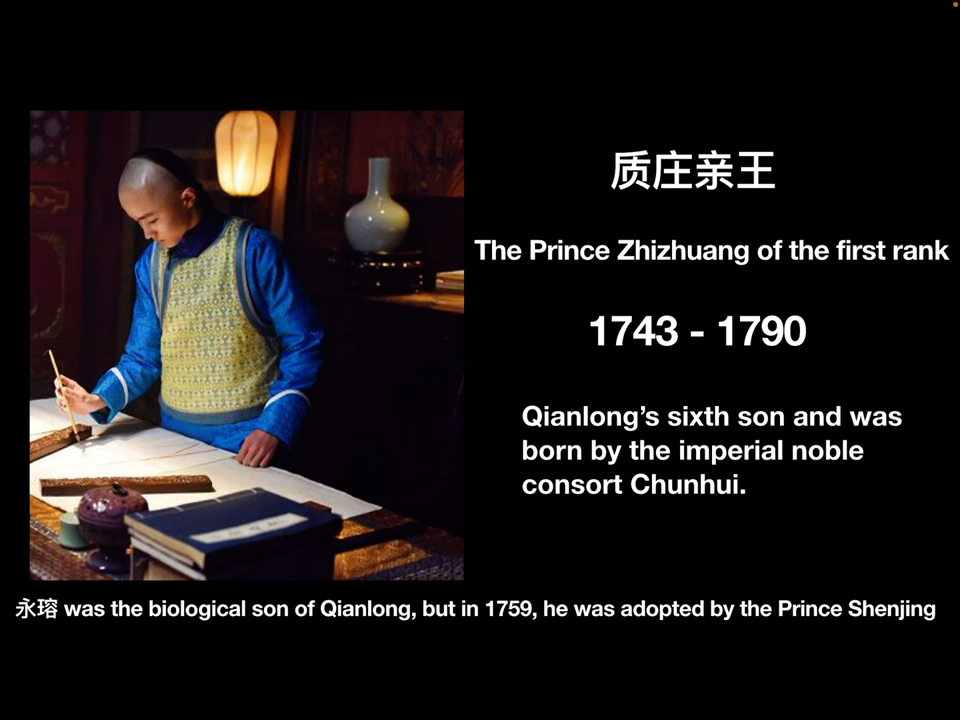 质庄亲王
The Prince Zhizhuang of the first rank
1743 - 1790
Qianlong’s sixth son and was
born by the imperial noble
consort Chunhui.
永瑢 was the biological son of Qianlong, but in 1759, he was adopted by the Prince Shenjing